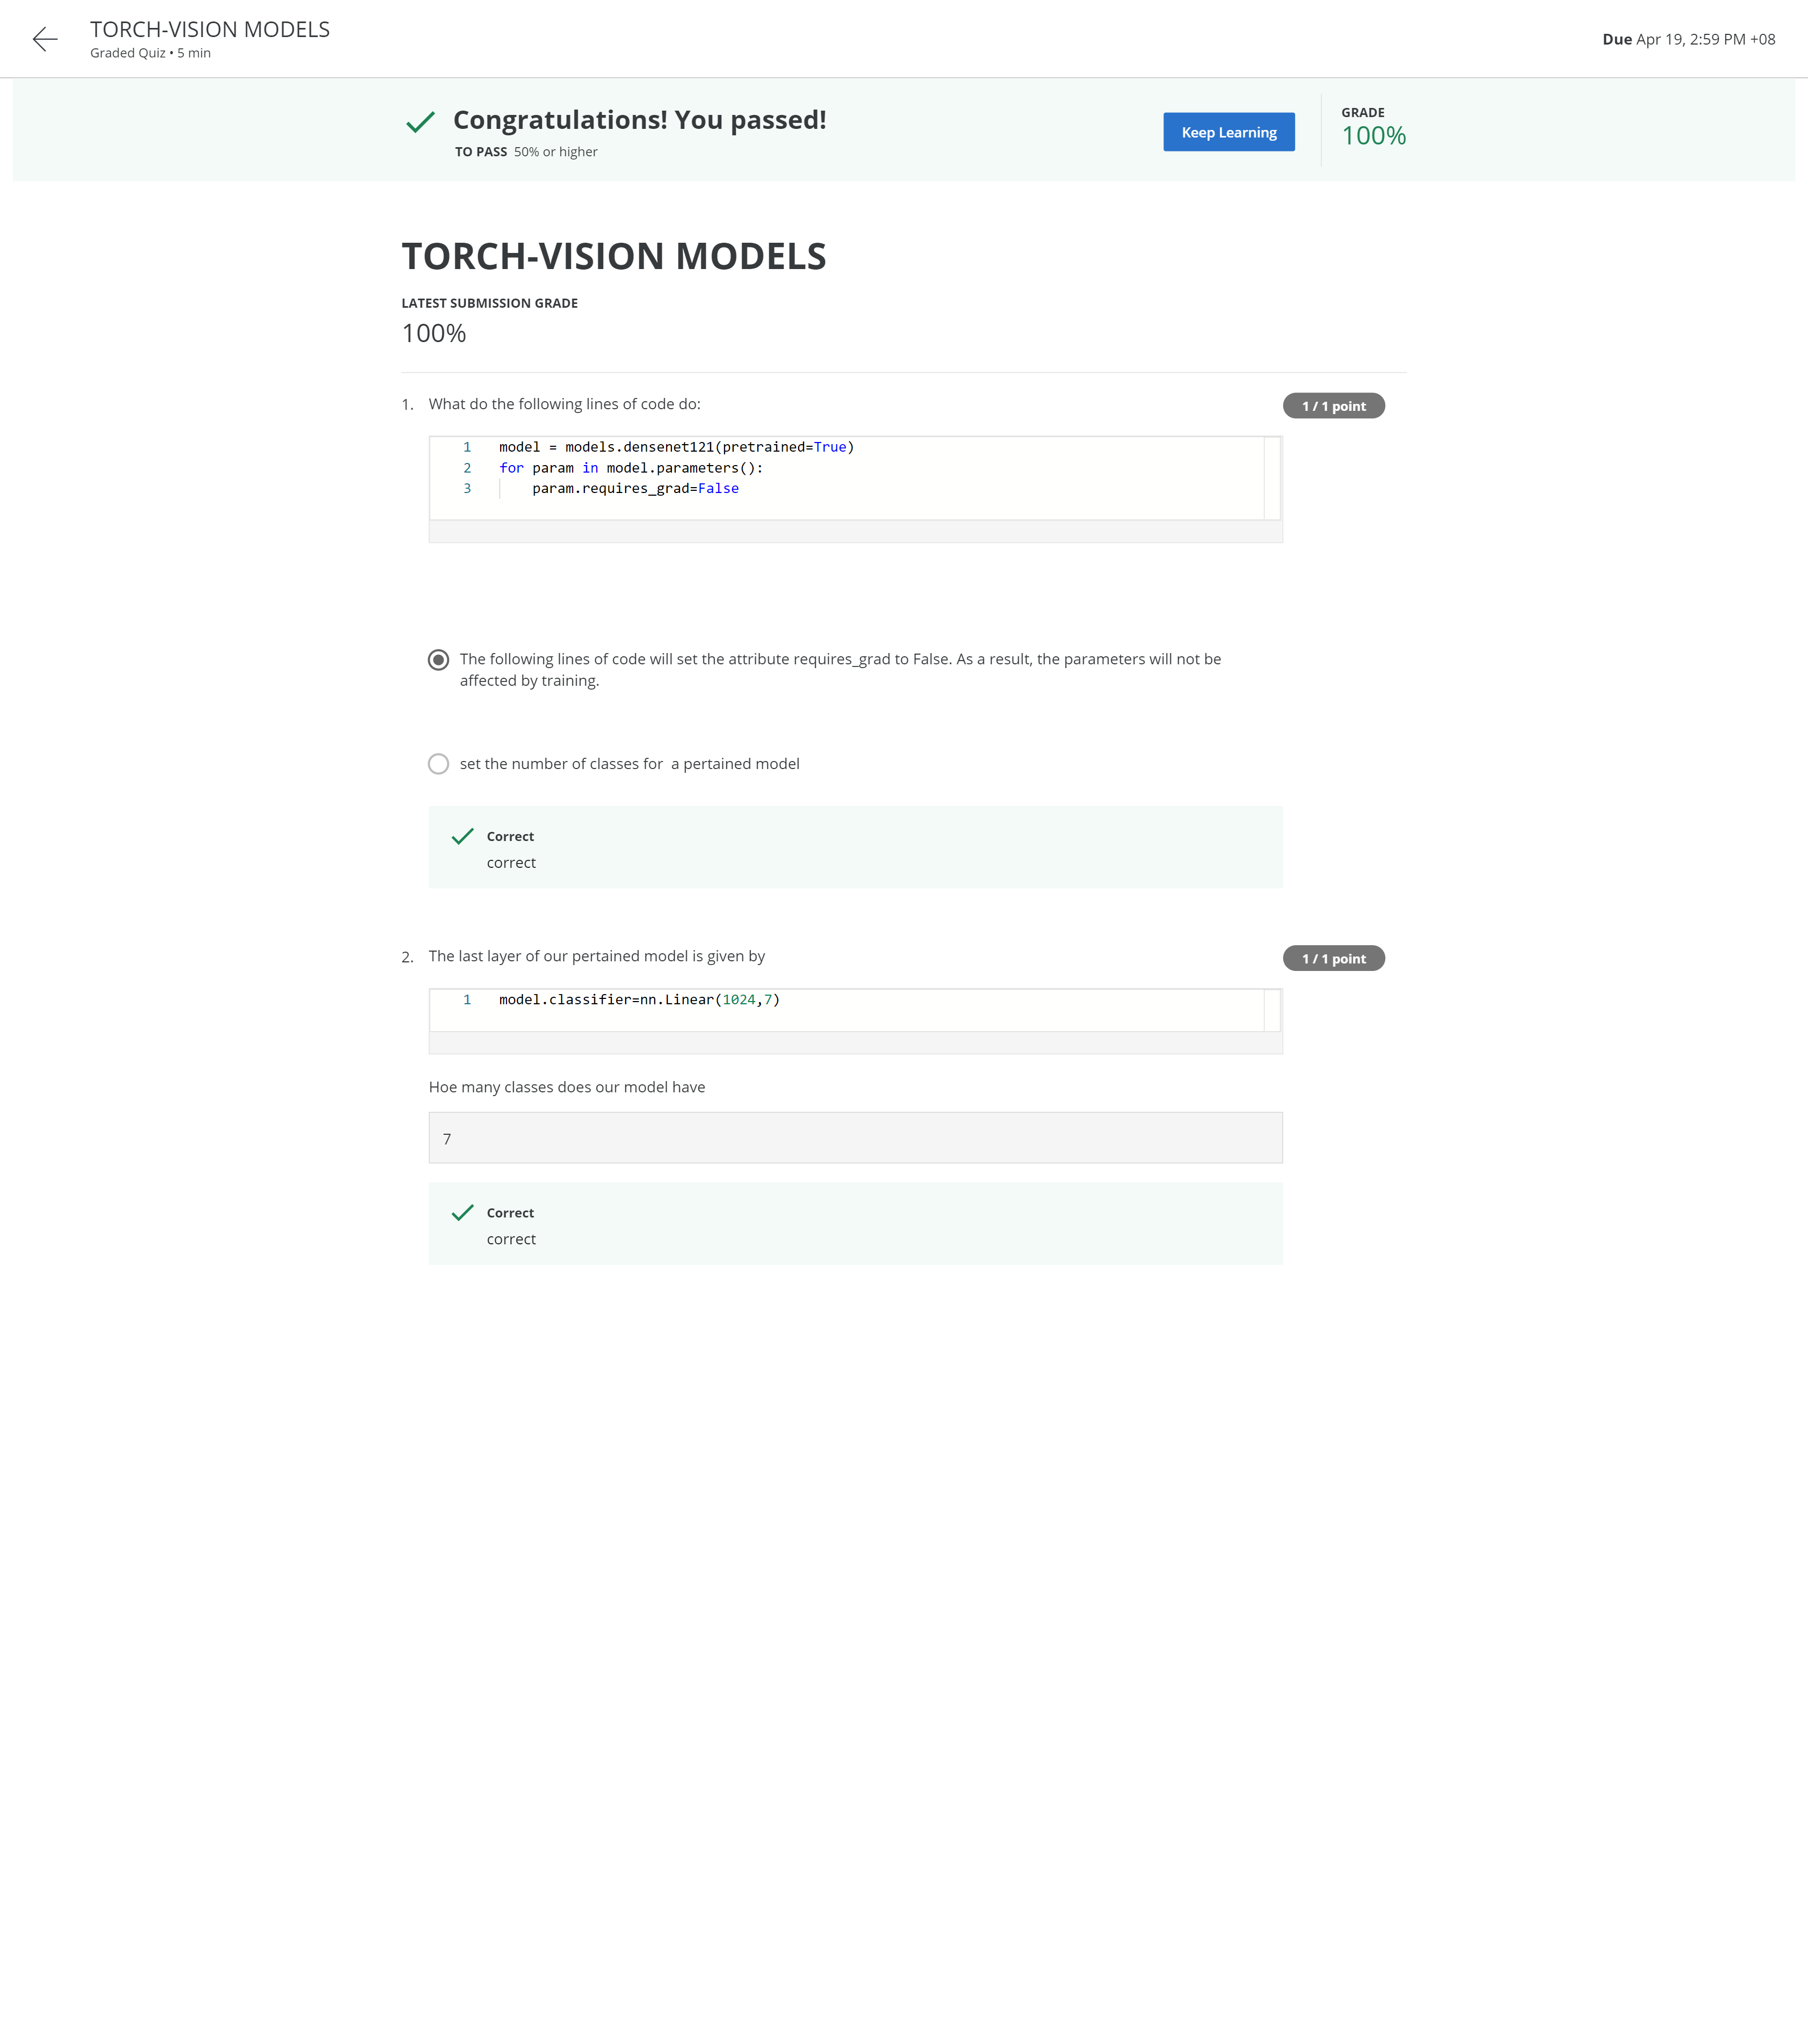 TORCH-VISION MODELS
Graded Quiz • 5 min
Due Apr 19, 2:59 PM +08
Congratulations! You passed!
TO PASS 50% or higher
Keep Learning
GRADE
100%
TORCH-VISION MODELS
LATEST SUBMISSION GRADE
100%
1. What do the following lines of code do:
1 / 1 point
1 model = models.densenet121(pretrained=True)
2 for param in model.parameters():
3     param.requires_grad=False
The following lines of code will set the attribute requires_grad to False. As a result, the parameters will not be
affected by training.
set the number of classes for  a pertained model
Correct
correct
2. The last layer of our pertained model is given by
1 / 1 point
1 model.classifier=nn.Linear(1024,7)
Hoe many classes does our model have
7
Correct
correct